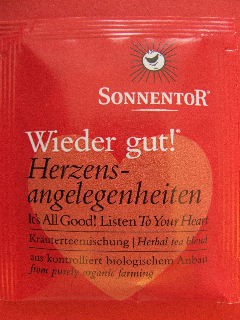 SONNENTOR®
Wieder gut!®
Herzens-
angelegenheiten
It's All Good! Listen To Your Heart
Kräuterteemischung | Herbal tea blend
aus kontrolliert biologischem Anbau
from purely organic farming